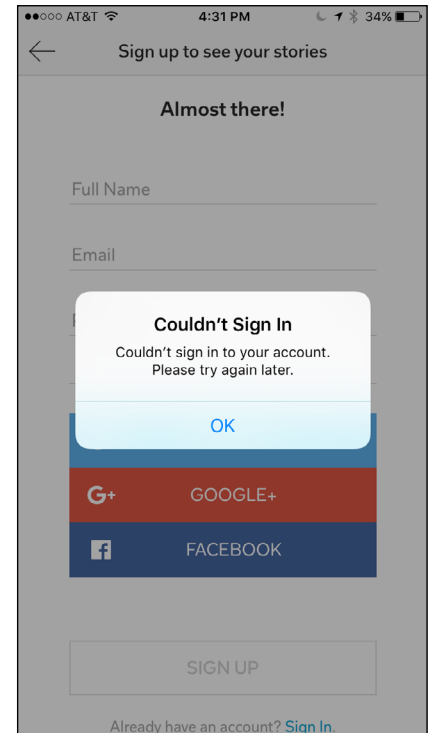 AT&T 4:31 PM 34%
Sign up to see your stories
Almost there!
Full Name
Email
Couldn't Sign In
Couldn't sign in to your account.
Please try again later.
OK
G+ GOOGLE+
f FACEBOOK
SIGN UP
Already have an account? Sign In.